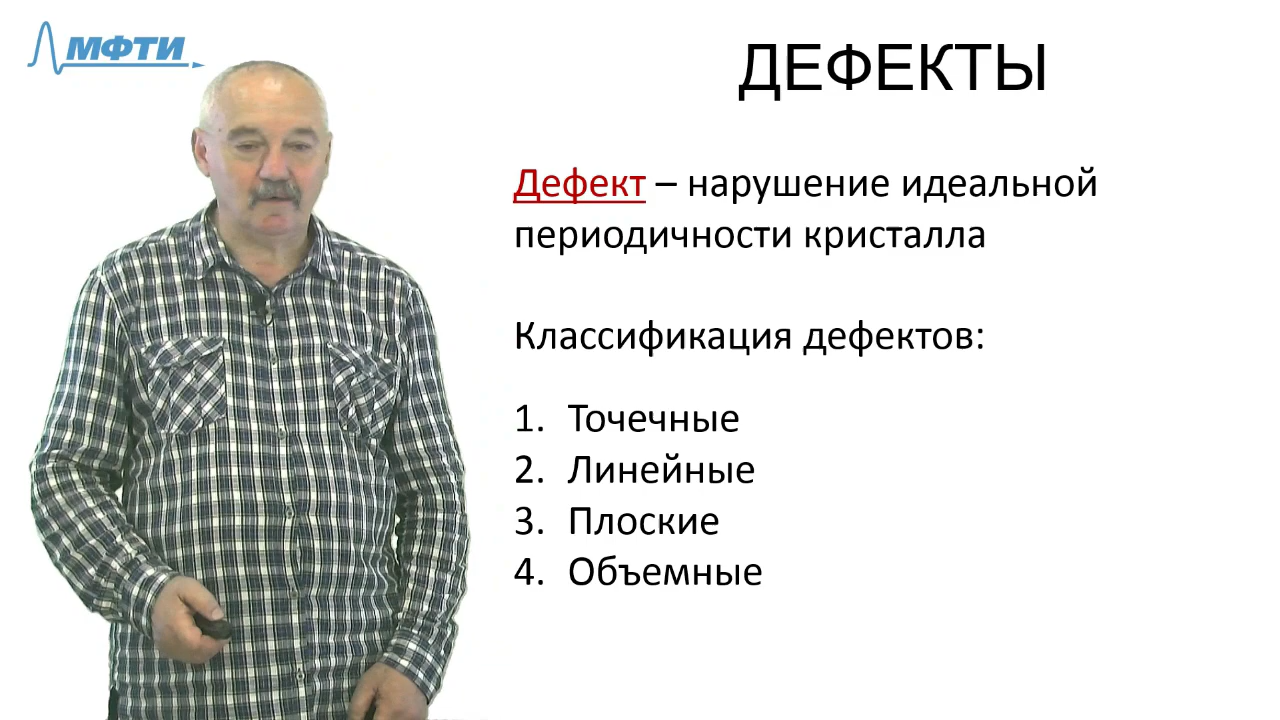 МФТИ
ДЕФЕКТЫ
Дефект – нарушение идеальной
периодичности кристалла
Классификация дефектов:
1. Точечные
2. Линейные
3. Плоские
4. Объемные